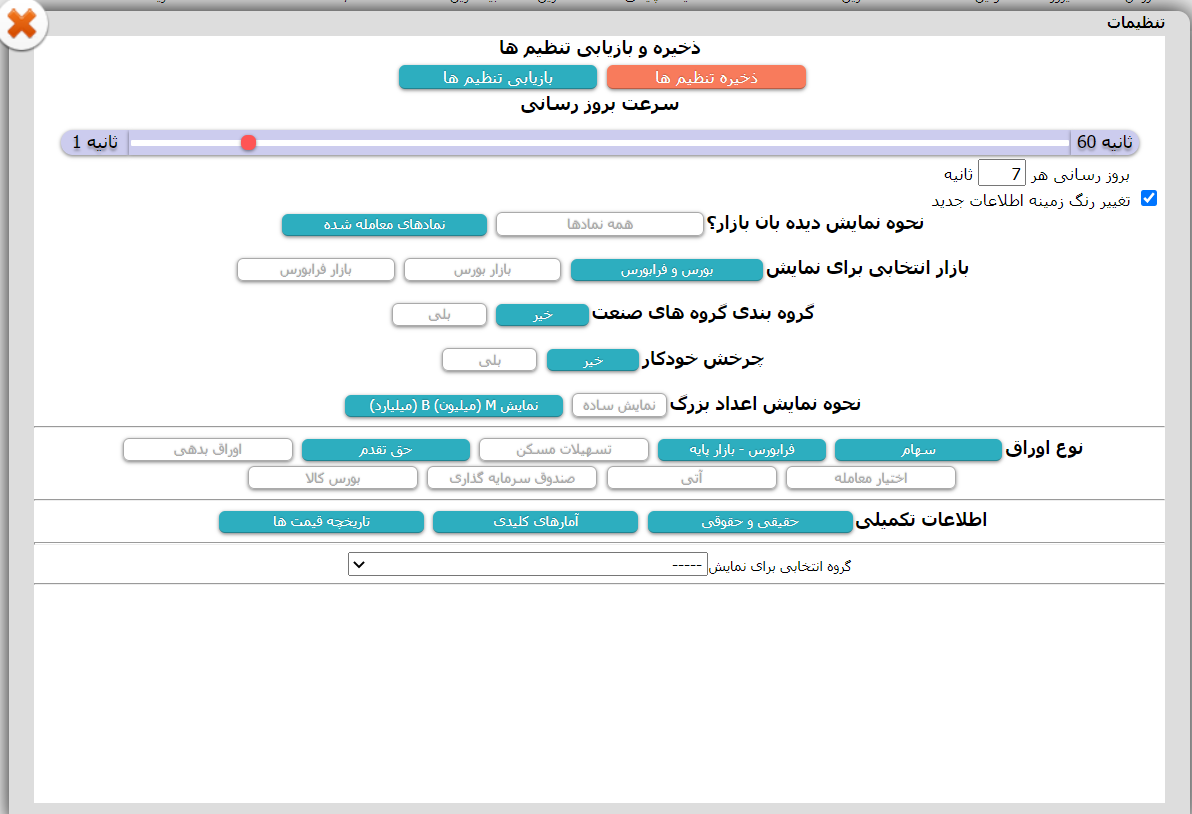 تنظیمات
ذخیره و بازیابی تنظیم ها
ذخیره تنظیم ها بازیابی تنظیم ها
سرعت بروز رسانی
60 ثانیه 1 ثانیه
بروز رسانی هر 7 ثانیه
تغییر رنگ زمینه اطلاعات جدید
نحوه نمایش دیده بان بازار؟ همه نمادها نمادهای معامله شده
بازار انتخابی برای نمایش بورس و فرابورس بازار بورس بازار فرابورس
گروه بندی گروه های صنعت خیر بلی
چرخش خودکار خیر بلی
نحوه نمایش اعداد بزرگ نمایش ساده نمایش M (میلیون) B (میلیارد)
نوع اوراق سهام فرابورس - بازار پایه تسهیلات مسکن حق تقدم اوراق بدهی
اختیار معامله آتی صندوق سرمایه گذاری بورس کالا
اطلاعات تکمیلی حقیقی و حقوقی آمارهای کلیدی تاریخچه قیمت ها
گروه انتخابی برای نمایش -----